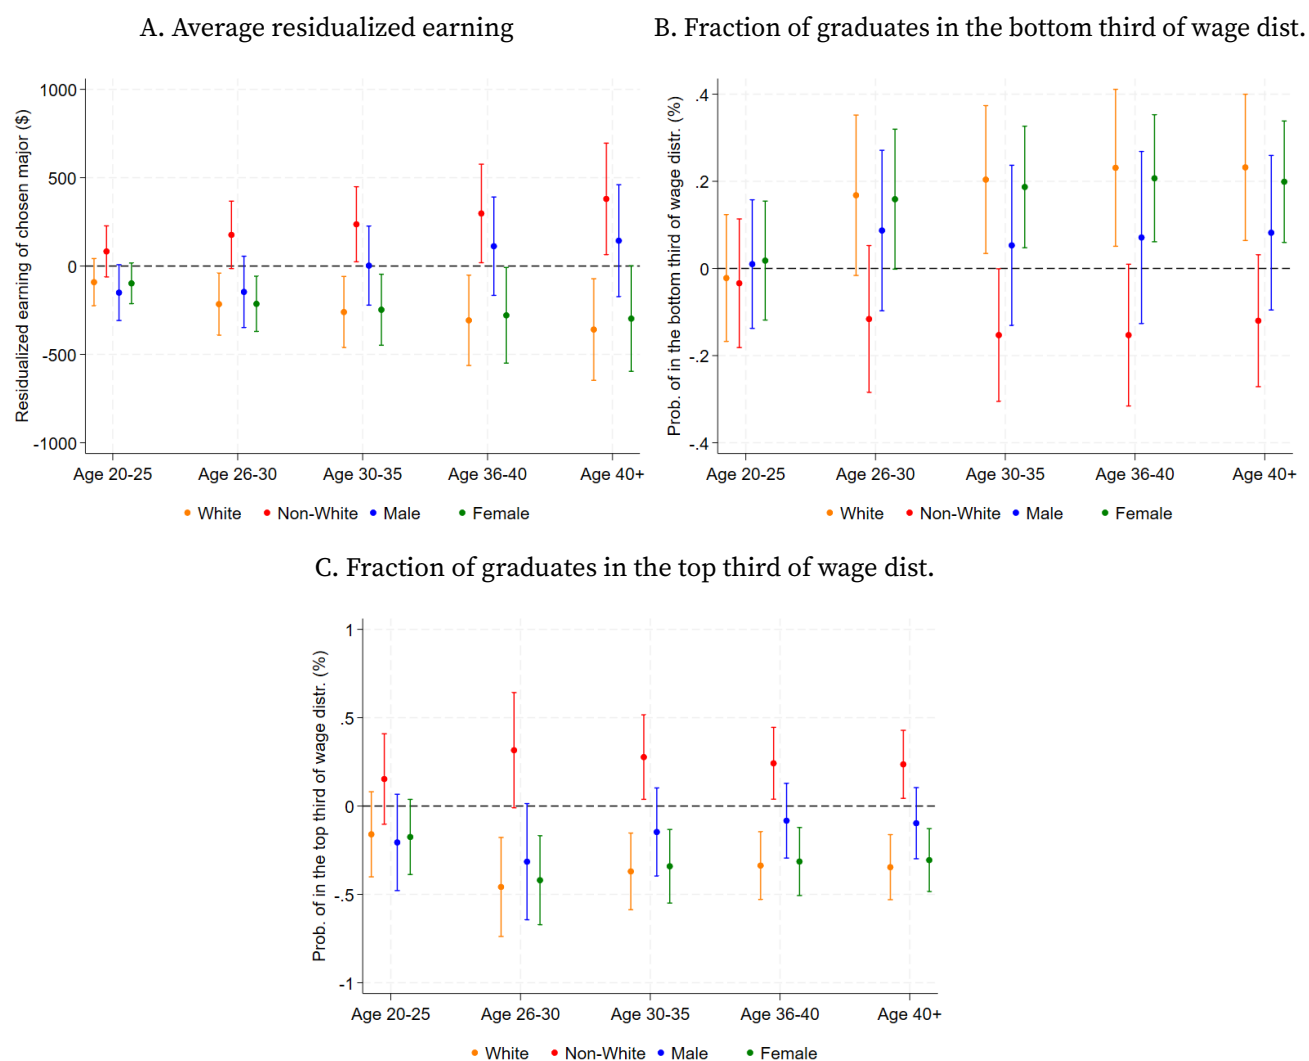 A. Average residualized earning
Residualized earning of chosen major ($)
1000
500
0
-500
-1000
Age 20-25 Age 26-30 Age 30-35 Age 36-40 Age 40+
White Non-White Male Female
B. Fraction of graduates in the bottom third of wage dist.
Prob. of in the bottom third of wage distr. (%)
.4
.2
0
-.2
-.4
Age 20-25 Age 26-30 Age 30-35 Age 36-40 Age 40+
White Non-White Male Female
C. Fraction of graduates in the top third of wage dist.
Prob. of in the top third of wage distr. (%)
1
.5
0
-.5
-1
Age 20-25 Age 26-30 Age 30-35 Age 36-40 Age 40+
White Non-White Male Female